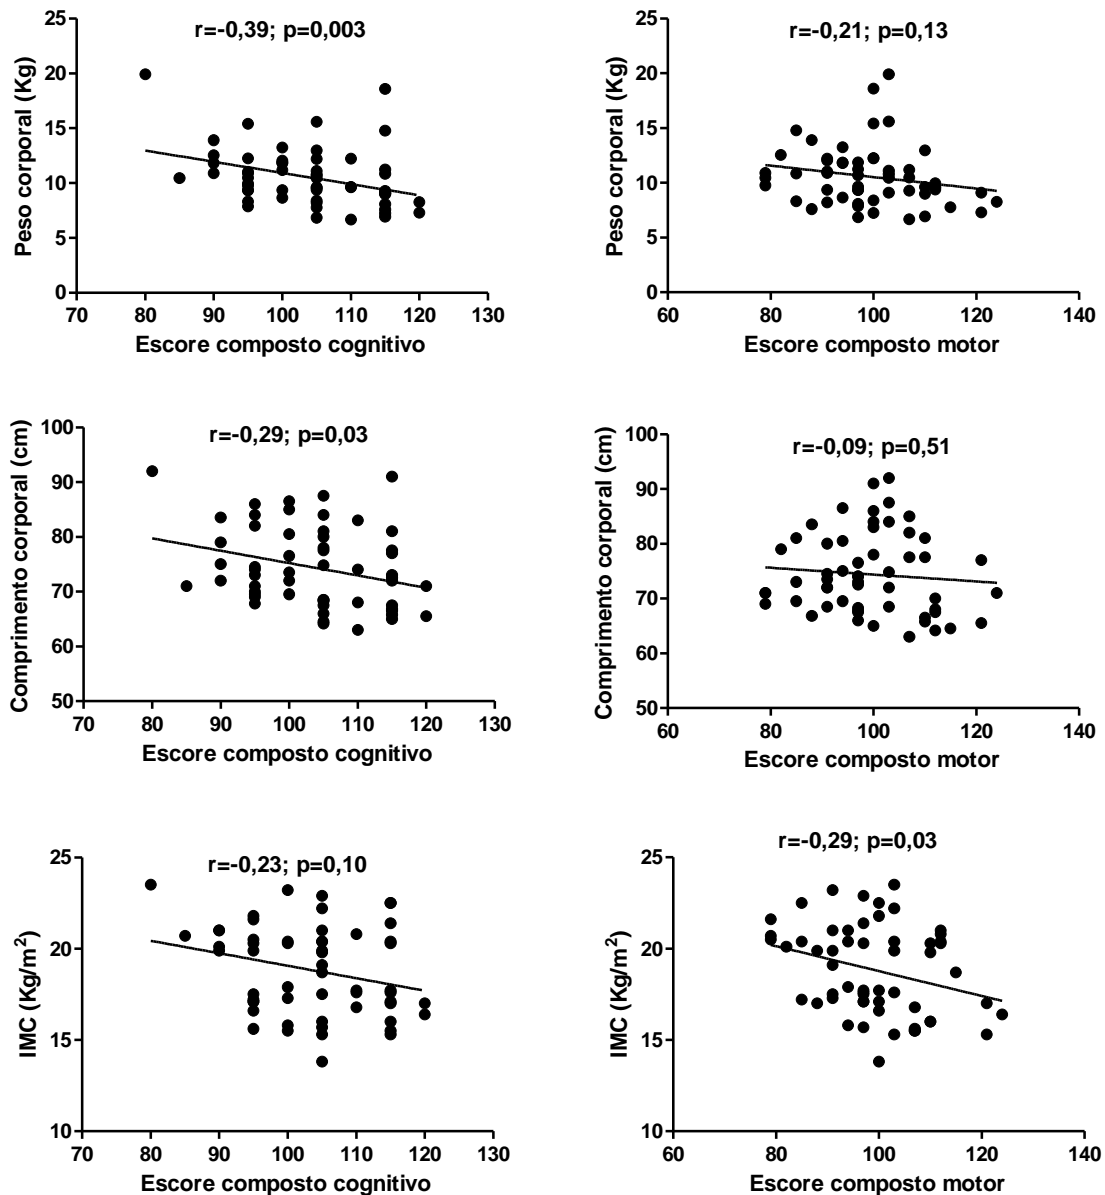 r=-0,39; p=0,003
Peso corporal (Kg)
25
20
15
10
5
0
70 80 90 100 110 120 130
Escore composto cognitivo
r=-0,21; p=0,13
Peso corporal (Kg)
25
20
15
10
5
0
60 80 100 120 140
Escore composto motor
r=-0,29; p=0,03
Comprimento corporal (cm)
100
90
80
70
60
50
70 80 90 100 110 120 130
Escore composto cognitivo
r=-0,09; p=0,51
Comprimento corporal (cm)
100
90
80
70
60
50
60 80 100 120 140
Escore composto motor
r=-0,23; p=0,10
IMC (Kg/m²)
25
20
15
10
70 80 90 100 110 120 130
Escore composto cognitivo
r=-0,29; p=0,03
IMC (Kg/m²)
25
20
15
10
60 80 100 120 140
Escore composto motor